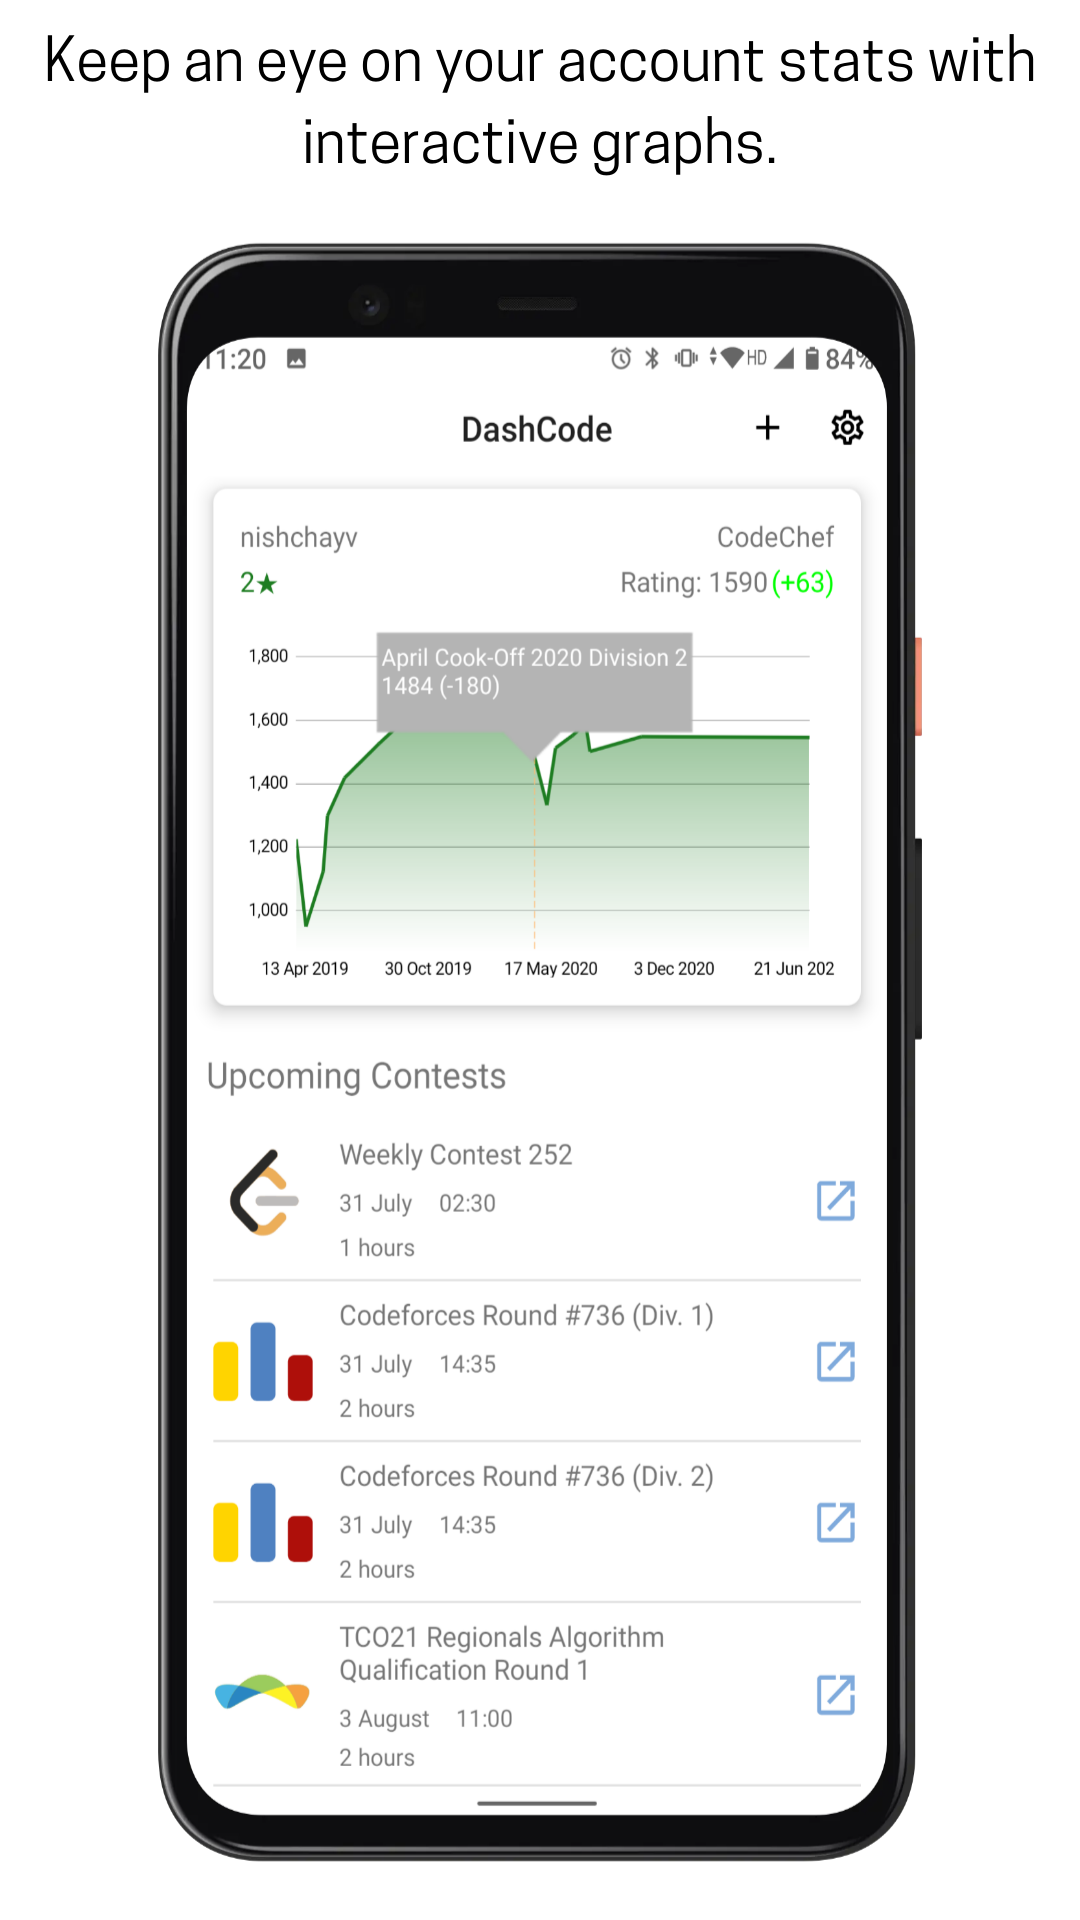 Keep an eye on your account stats with
interactive graphs.
11:20 HD 84%
DashCode
nishchayv CodeChef
2★ Rating: 1590 (+63)
1,800
April Cook-Off 2020 Division 2
1484 (-180)
1,600
1,400
1,200
1,000
13 Apr 2019 30 Oct 2019 17 May 2020 3 Dec 2020 21 Jun 202
Upcoming Contests
Weekly Contest 252
31 July 02:30
1 hours
Codeforces Round #736 (Div. 1)
31 July 14:35
2 hours
Codeforces Round #736 (Div. 2)
31 July 14:35
2 hours
TCO21 Regionals Algorithm
Qualification Round 1
3 August 11:00
2 hours